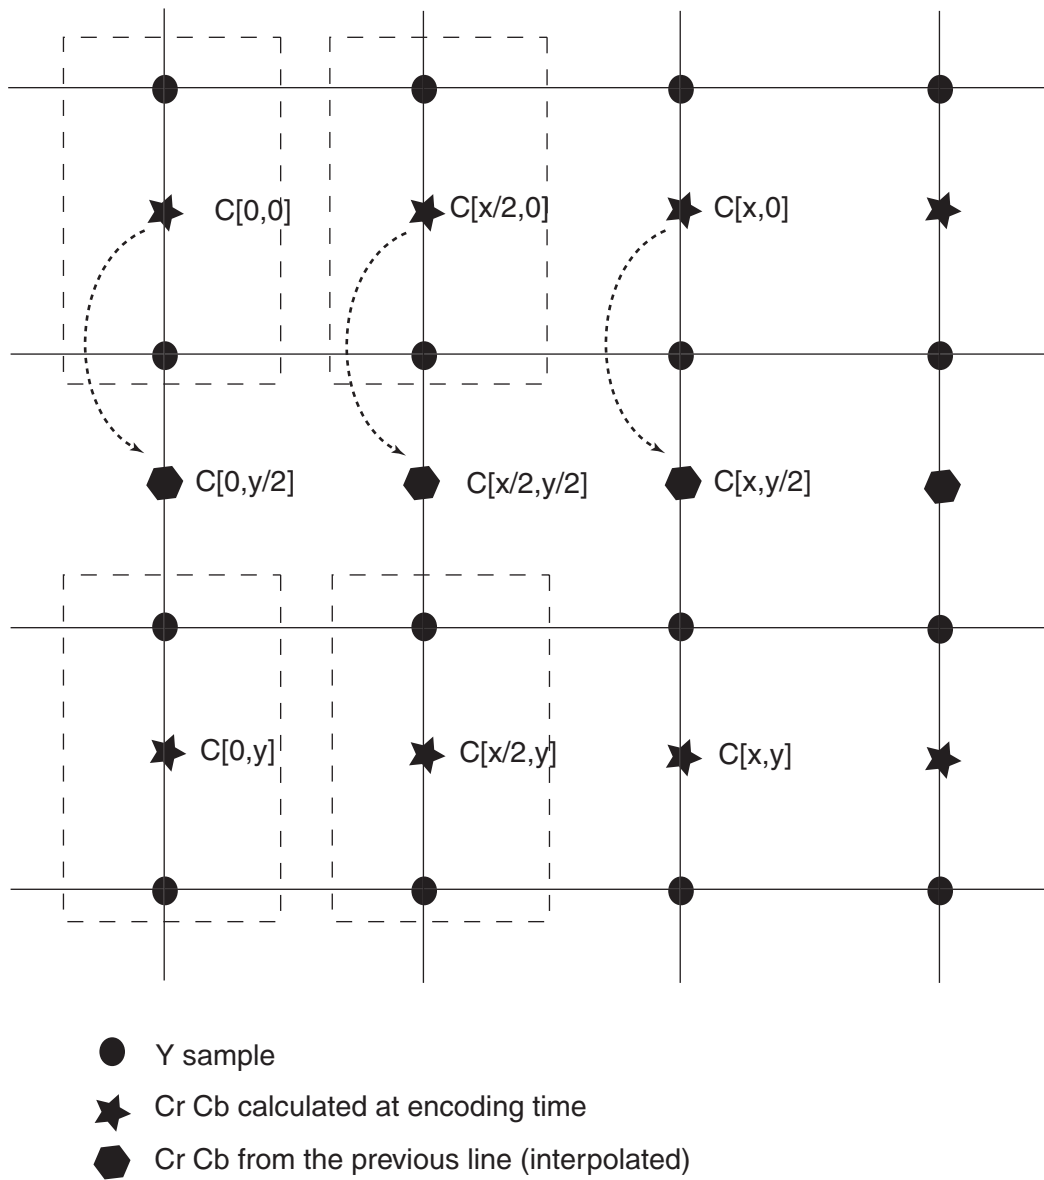 C[0,0]
C[x/2,0]
C[x,0]
C[0,y/2]
C[x/2,y/2]
C[x,y/2]
C[0,y]
C[x/2,y]
C[x,y]
Y sample
Cr Cb calculated at encoding time
Cr Cb from the previous line (interpolated)